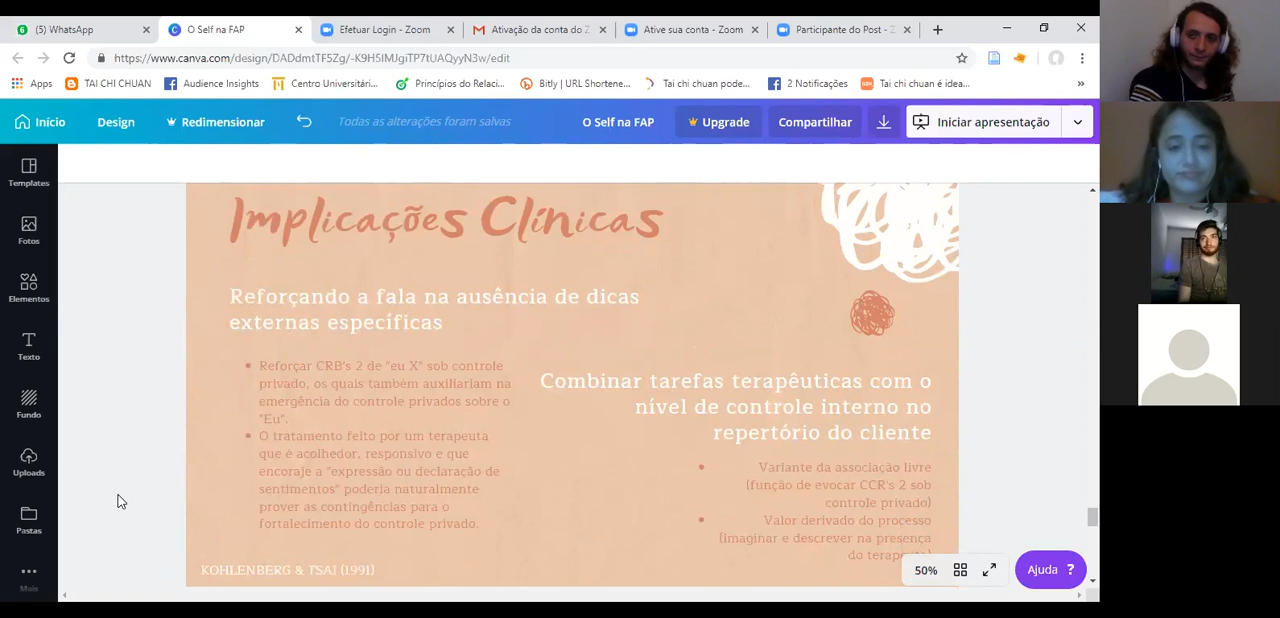 (5) WhatsApp
O Self na FAP
Efetuar Login - Zoom
Ativação da conta do Z
Ative sua conta - Zoom
Participante do Post - Z
https://www.canva.com/design/DADdmtTF5Zg/-K9H5IMJgiTP7tUAQyyN3w/edit
Apps
TAI CHI CHUAN
Audience Insights
Centro Universitári...
Princípios do Relaci...
Bitly | URL Shortene...
Tai chi chuan pode...
2 Notificações
Tai chi chuan é idea...
»
Início
Design
Redimensionar
Todas as alterações foram salvas
O Self na FAP
Upgrade
Compartilhar
Iniciar apresentação
Templates
Fotos
Elementos
Texto
Fundo
Uploads
Pastas
Mais
Implicações Clínicas
Reforçando a fala na ausência de dicas
externas específicas
• Reforçar CRB's 2 de "eu X" sob controle
privado, os quais também auxiliariam na
emergência do controle privados sobre o
"Eu".
• O tratamento feito por um terapeuta
que é acolhedor, responsivo e que
encoraje a "expressão ou declaração de
sentimentos" poderia naturalmente
prover as contingências para o
fortalecimento do controle privado.
Combinar tarefas terapêuticas com o
nível de controle interno no
repertório do cliente
• Variante da associação livre
(função de evocar CCR's 2 sob
controle privado)
• Valor derivado do processo
(imaginar e descrever na presença
do
KOHLENBERG & TSAI (1991)
50%
Ajuda ?